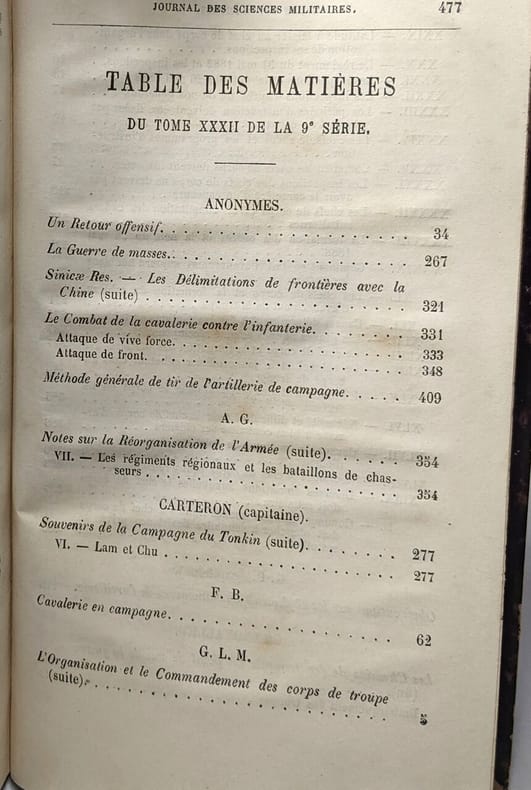 JOURNAL DES SCIENCES MILITAIRES. 477
TABLE DES MATIÈRES
DU TOME XXXII DE LA 9e SÉRIE.
ANONYMES.
Un Retour offensif. . . . . . . . . . . . . . . . . . . . 34
La Guerre de masses. . . . . . . . . . . . . . . . . . . . 267
Sinicæ Res. — Les Délimitations de frontières avec la
Chine (suite) . . . . . . . . . . . . . . . . . . . . 321
Le Combat de la cavalerie contre l'infanterie. . . . . . . . 331
Attaque de vive force. . . . . . . . . . . . . . . . . . 333
Attaque de front. . . . . . . . . . . . . . . . . . . . 348
Méthode générale de tir de l'artillerie de campagne. . . . . 409
A. G.
Notes sur la Réorganisation de l'Armée (suite). . . . . . . 354
VII. — Les régiments régionaux et les bataillons de chas-
seurs . . . . . . . . . . . . . . . . . . . . 354
CARTERON (capitaine).
Souvenirs de la Campagne du Tonkin (suite). . . . . . . . 277
VI. — Lam et Chu . . . . . . . . . . . . . . . . . . 277
F. B.
Cavalerie en campagne. . . . . . . . . . . . . . . . . . 62
G. L. M.
L'Organisation et le Commandement des corps de troupe
(suite). . . . . . . . . . . . . . . . . . . . 5